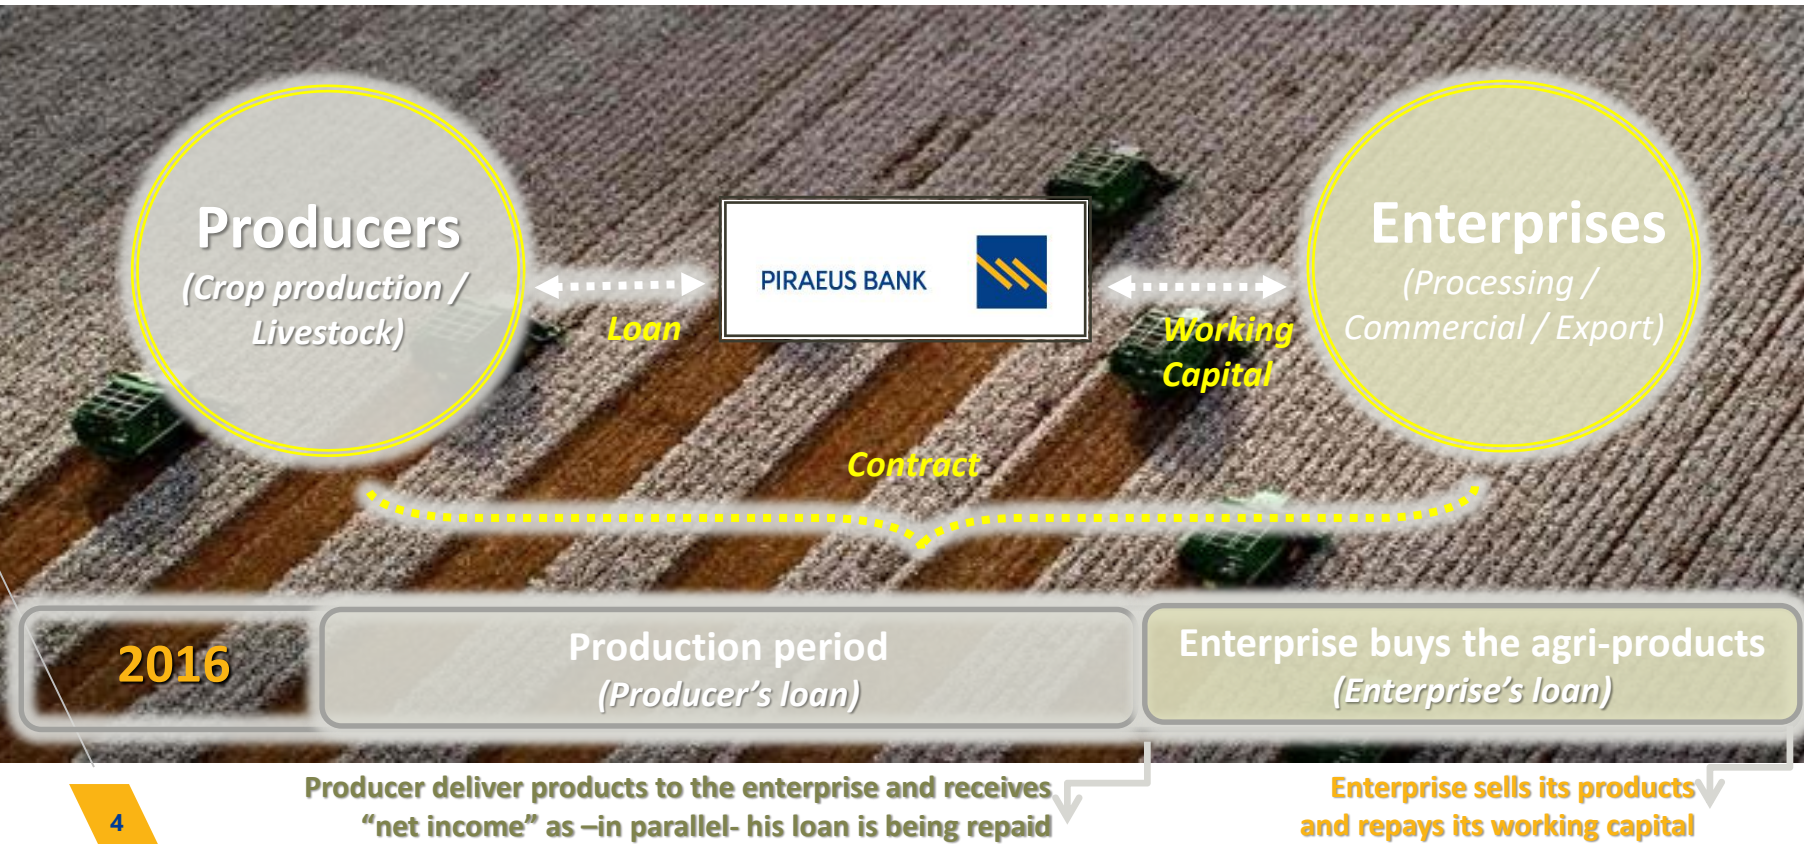 Producers
(Crop production /
Livestock)
Loan
PIRAEUS BANK
Working
Capital
Enterprises
(Processing /
Commercial / Export)
Contract
2016
Production period
(Producer’s loan)
Enterprise buys the agri-products
(Enterprise’s loan)
Producer deliver products to the enterprise and receives
“net income” as –in parallel- his loan is being repaid
Enterprise sells its products
and repays its working capital
4